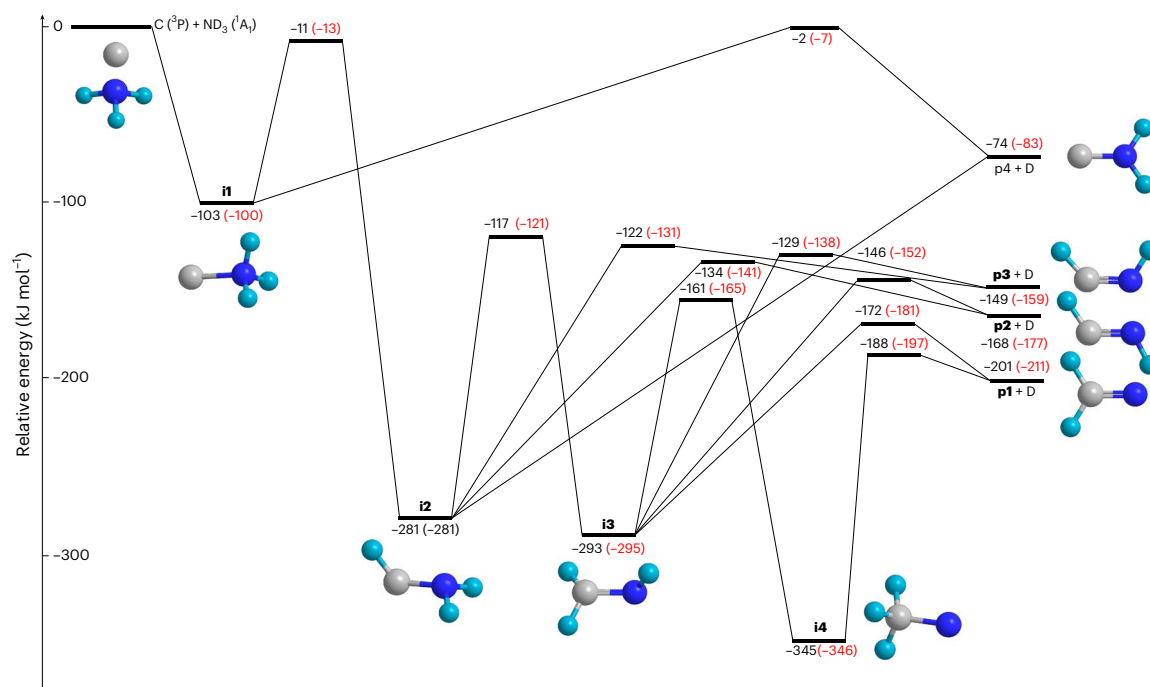 0
C (³P) + ND₃ (¹A₁)
−11 (−13)
−2 (−7)
−74 (−83)
p4 + D
−100
i1
−103 (−100)
−117 (−121)
−122 (−131)
−129 (−138)
−146 (−152)
−134 (−141)
−161 (−165)
p3 + D
−149 (−159)
−172 (−181)
p2 + D
−168 (−177)
−188 (−197)
−201 (−211)
p1 + D
−200
Relative energy (kJ mol⁻¹)
i2
−281 (−281)
i3
−293 (−295)
−300
i4
−345(−346)